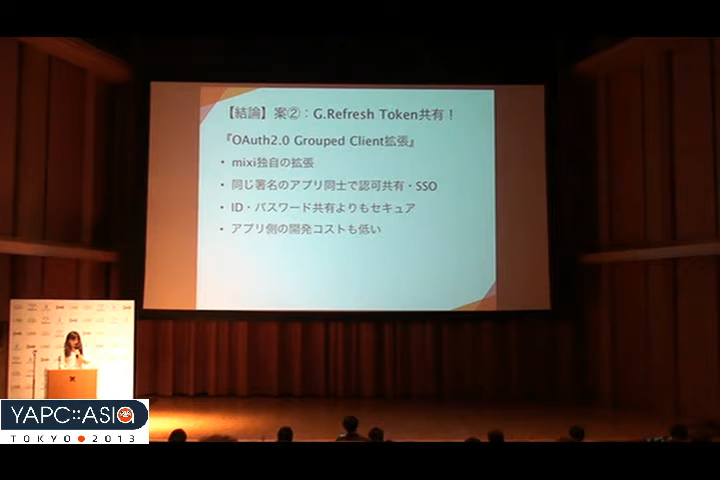 【結論】案②：G.Refresh Token共有！
『OAuth2.0 Grouped Client拡張』
• mixi独自の拡張
• 同じ署名のアプリ同士で認可共有・SSO
• ID・パスワード共有よりもセキュア
• アプリ側の開発コストも低い
YAPC::ASIA
TOKYO●2013